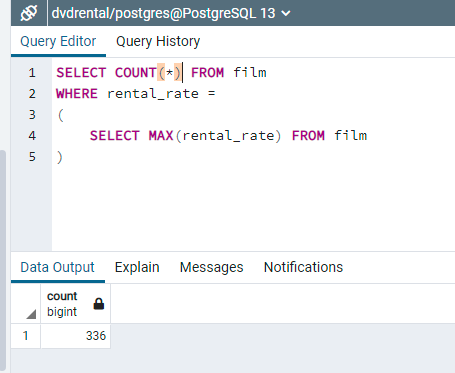 dvdrental/postgres@PostgreSQL 13
Query Editor Query History
1 SELECT COUNT(*) FROM film
2 WHERE rental_rate =
3 (
4 SELECT MAX(rental_rate) FROM film
5 )
Data Output Explain Messages Notifications
count
bigint
1 336